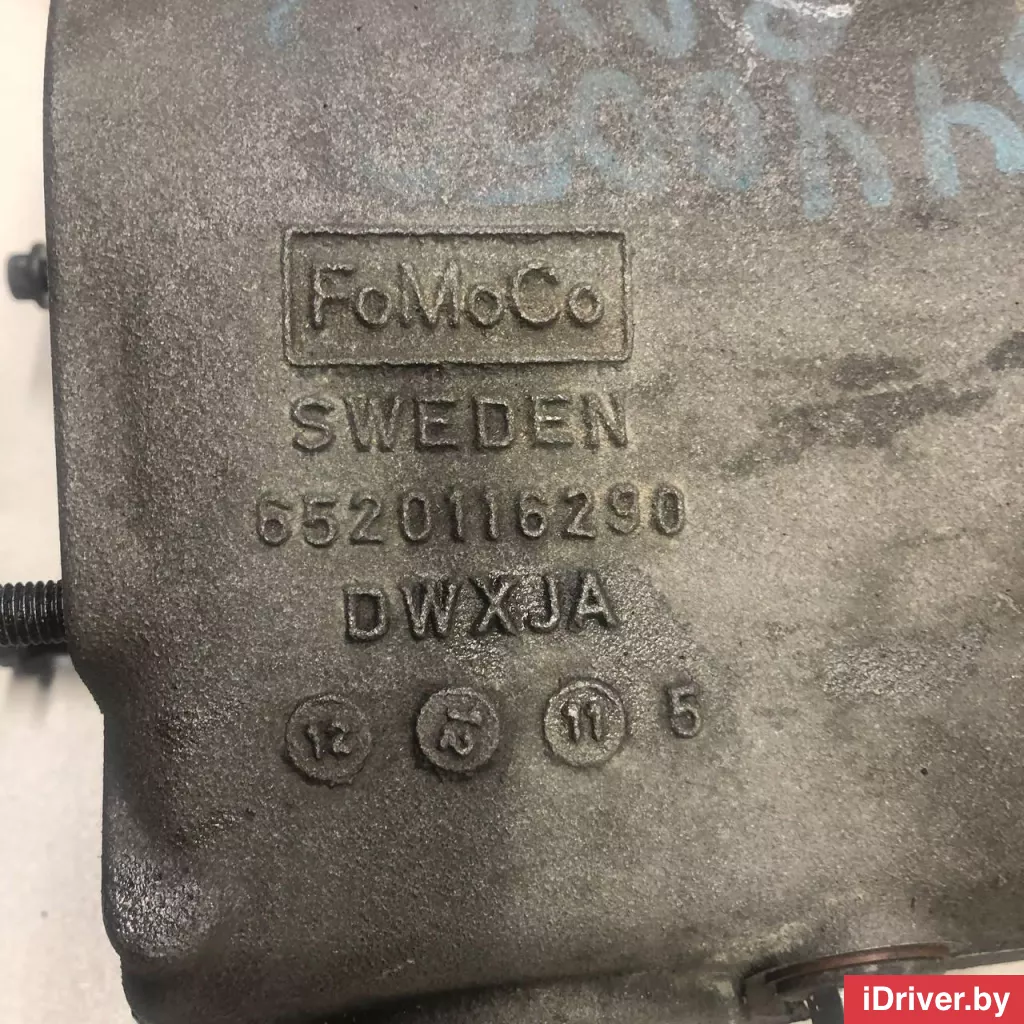 FoMoCo
SWEDEN
6520116290
DWXJA
12 11 5
iDriver.by